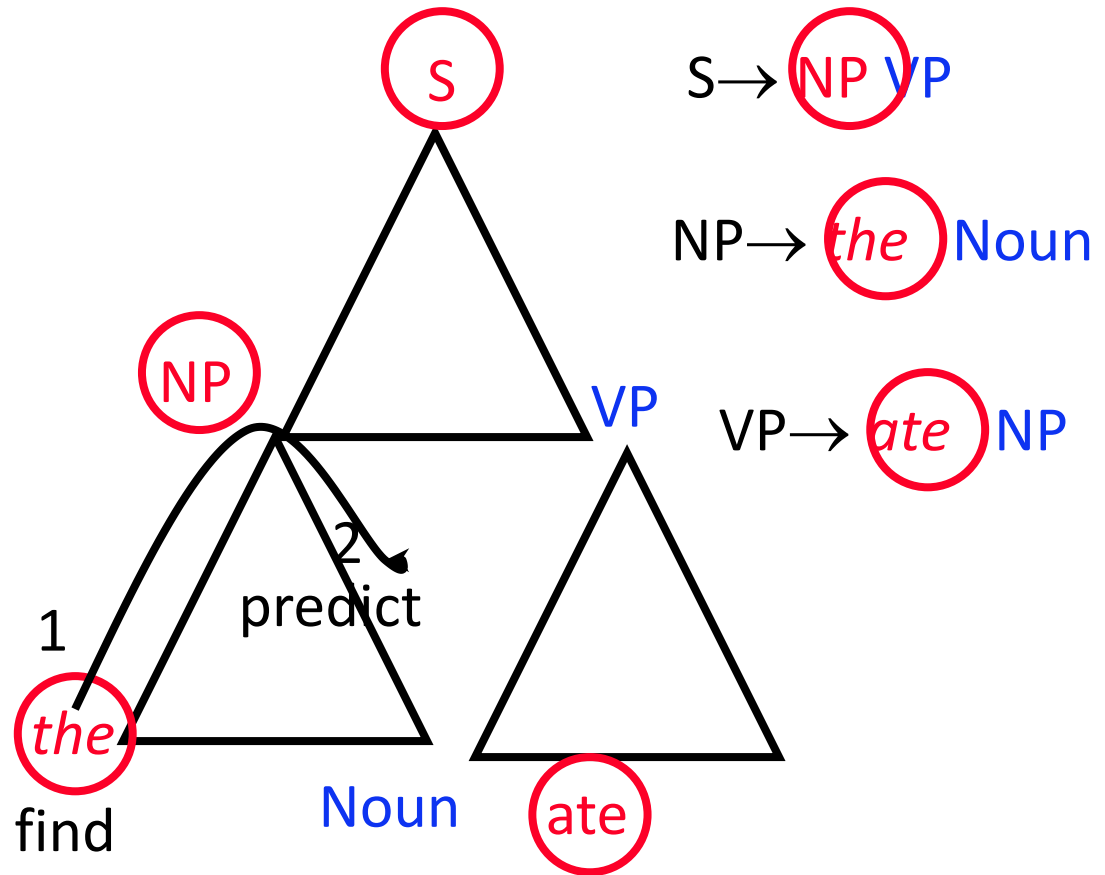 S
S→ NP VP
NP→ the Noun
NP
VP
VP→ ate NP
2
predict
1
the
find
Noun
ate